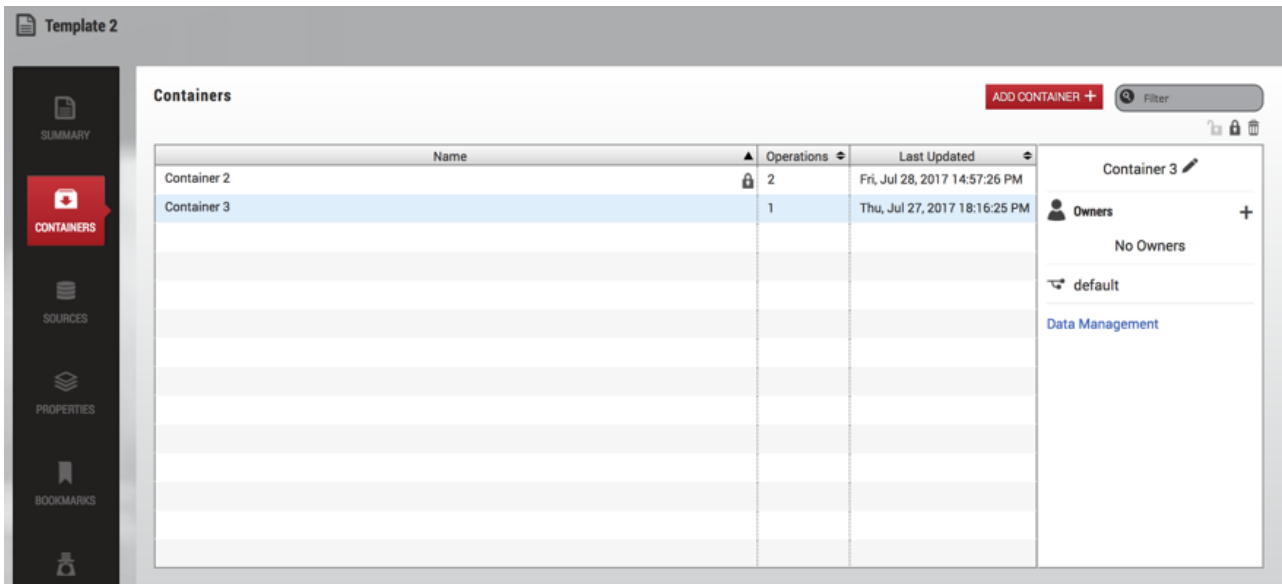 Template 2
SUMMARY
CONTAINERS
SOURCES
PROPERTIES
BOOKMARKS
Containers
ADD CONTAINER +
Filter
Name Operations Last Updated
Container 2 2 Fri, Jul 28, 2017 14:57:26 PM
Container 3 1 Thu, Jul 27, 2017 18:16:25 PM
Container 3
Owners +
No Owners
default
Data Management